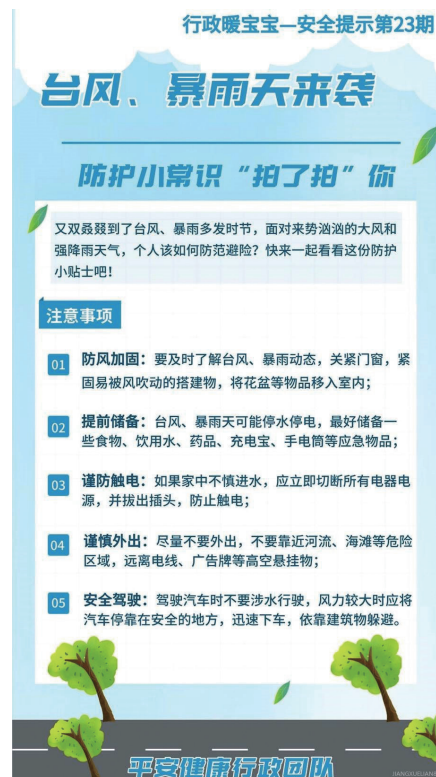 行政暖宝宝—安全提示第23期
台风、暴雨天来袭
防护小常识“拍了拍”你
又双叒叕到了台风、暴雨多发时节，面对来势汹汹的大风和
强降雨天气，个人该如何防范避险？快来一起看看这份防护
小贴士吧！
注意事项
01 防风加固：要及时了解台风、暴雨动态，关紧门窗，紧
固易被风吹动的搭建物，将花盆等物品移入室内；
02 提前储备：台风、暴雨天可能停水停电，最好储备一
些食物、饮用水、药品、充电宝、手电筒等应急物品；
03 谨防触电：如果家中不慎进水，应立即切断所有电器电
源，并拔出插头，防止触电；
04 谨慎外出：尽量不要外出，不要靠近河流、海滩等危险
区域，远离电线、广告牌等高空悬挂物；
05 安全驾驶：驾驶汽车时不要涉水行驶，风力较大时应将
汽车停靠在安全的地方，迅速下车，依靠建筑物躲避。
平安健康行政团队